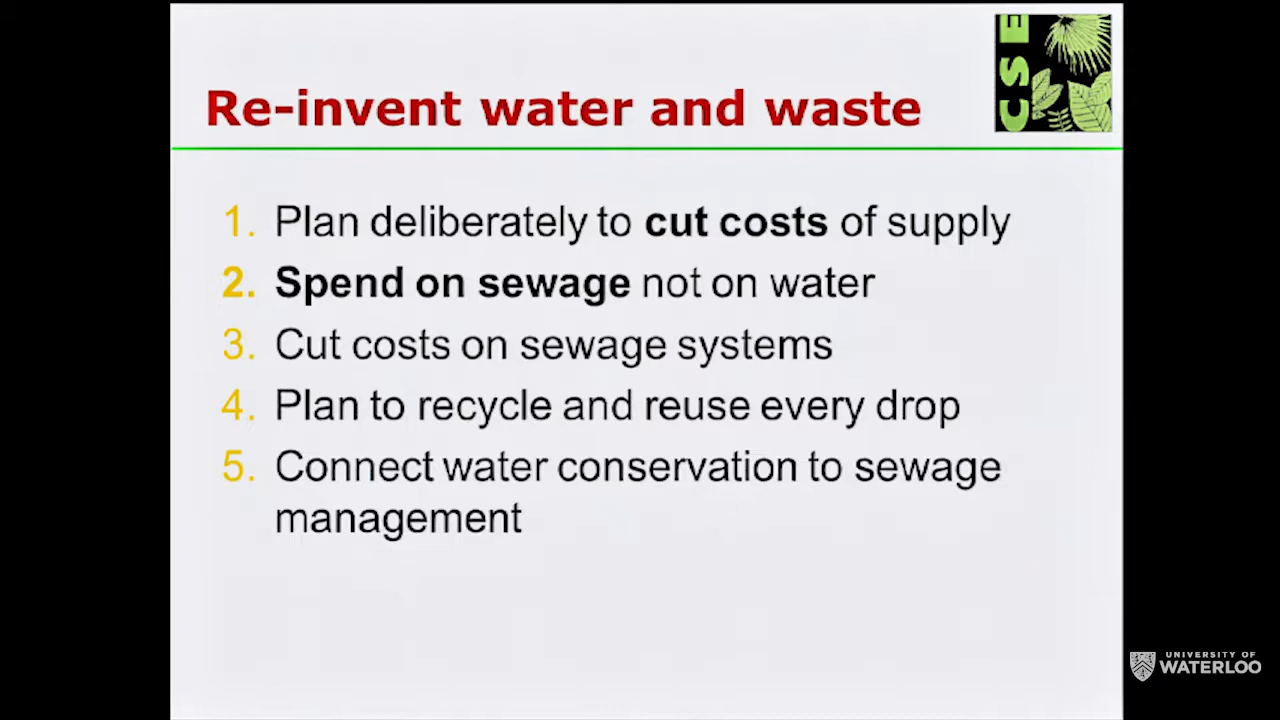 CSE
Re-invent water and waste
1. Plan deliberately to cut costs of supply
2. Spend on sewage not on water
3. Cut costs on sewage systems
4. Plan to recycle and reuse every drop
5. Connect water conservation to sewage
management
UNIVERSITY OF
WATERLOO